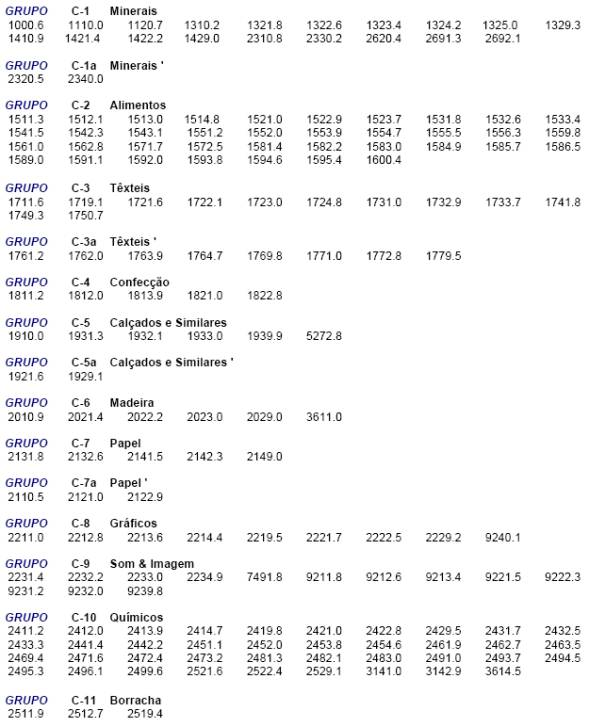 GRUPO C-1 Minerais
1000.6 1110.0 1120.7 1310.2 1321.8 1322.6 1323.4 1324.2 1325.0 1329.3
1410.9 1421.4 1422.2 1429.0 2310.8 2330.2 2620.4 2691.3 2692.1
GRUPO C-1a Minerais '
2320.5 2340.0
GRUPO C-2 Alimentos
1511.3 1512.1 1513.0 1514.8 1521.0 1522.9 1523.7 1531.8 1532.6 1533.4
1541.5 1542.3 1543.1 1551.2 1552.0 1553.9 1554.7 1555.5 1556.3 1559.8
1561.0 1562.8 1571.7 1572.5 1581.4 1582.2 1583.0 1584.9 1585.7 1586.5
1589.0 1591.1 1592.0 1593.8 1594.6 1595.4 1600.4
GRUPO C-3 Têxteis
1711.6 1719.1 1721.6 1722.1 1723.0 1724.8 1731.0 1732.9 1733.7 1741.8
1749.3 1750.7
GRUPO C-3a Têxteis '
1761.2 1762.0 1763.9 1764.7 1769.8 1771.0 1772.8 1779.5
GRUPO C-4 Confecção
1811.2 1812.0 1813.9 1821.0 1822.8
GRUPO C-5 Calçados e Similares
1910.0 1931.3 1932.1 1933.0 1939.9 5272.8
GRUPO C-5a Calçados e Similares '
1921.6 1929.1
GRUPO C-6 Madeira
2010.9 2021.4 2022.2 2023.0 2029.0 3611.0
GRUPO C-7 Papel
2131.8 2132.6 2141.5 2142.3 2149.0
GRUPO C-7a Papel '
2110.5 2121.0 2122.9
GRUPO C-8 Gráficos
2211.0 2212.8 2213.6 2214.4 2219.5 2221.7 2222.5 2229.2 9240.1
GRUPO C-9 Som & Imagem
2231.4 2232.2 2233.0 2234.9 7491.8 9211.8 9212.6 9213.4 9221.5 9222.3
9231.2 9232.0 9239.8
GRUPO C-10 Químicos
2411.2 2412.0 2413.9 2414.7 2419.8 2421.0 2422.8 2429.5 2431.7 2432.5
2433.3 2441.4 2442.2 2451.1 2452.0 2453.8 2454.6 2461.9 2462.7 2463.5
2469.4 2471.6 2472.4 2473.2 2481.3 2482.1 2483.0 2491.0 2493.7 2494.5
2495.3 2496.1 2499.6 2521.6 2522.4 2529.1 3141.0 3142.9 3614.5
GRUPO C-11 Borracha
2511.9 2512.7 2519.4